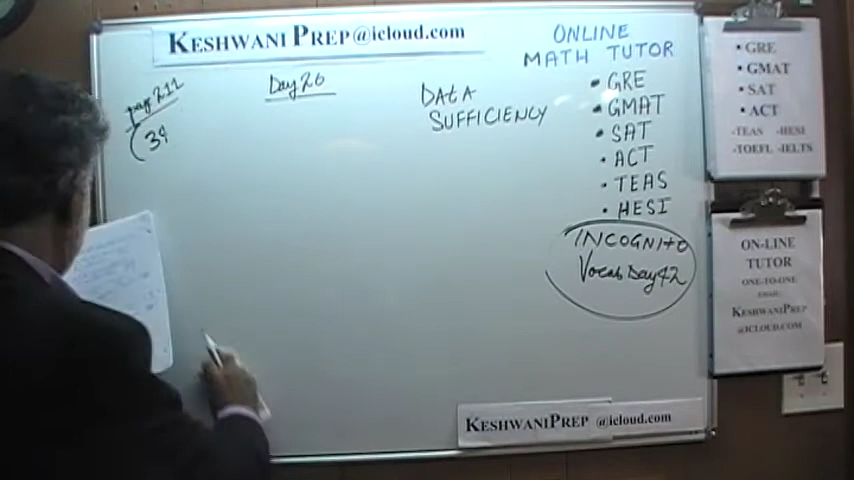 KESHWANI PREP@icloud.com
page 211
(38
Day 26
DATA
SUFFICIENCY
ONLINE
MATH TUTOR
• GRE
• GMAT
• SAT
• ACT
• TEAS
• HESI
INCOGNITO
Vocab Day 42
KESHWANIPREP @icloud.com
• GRE
• GMAT
• SAT
• ACT
-TEAS -HESI
-TOEFL -IELTS
ON-LINE
TUTOR
ONE-TO-ONE
EMAIL:
KESHWANIPREP
@ICLOUD.COM